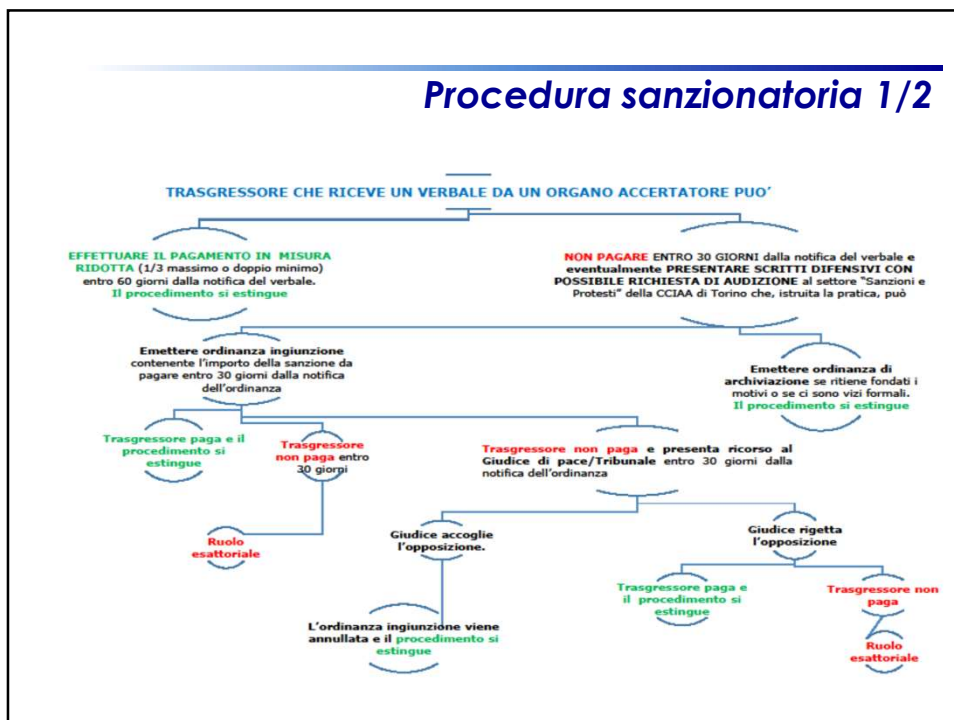 Procedura sanzionatoria 1/2
TRASGRESSORE CHE RICEVE UN VERBALE DA UN ORGANO ACCERTATORE PUO’
EFFETTUARE IL PAGAMENTO IN MISURA
RIDOTTA (1/3 massimo o doppio minimo)
entro 60 giorni dalla notifica del verbale.
Il procedimento si estingue
NON PAGARE ENTRO 30 GIORNI dalla notifica del verbale e
eventualmente PRESENTARE SCRITTI DIFENSIVI CON
POSSIBILE RICHIESTA DI AUDIZIONE al settore "Sanzioni e
Protesti" della CCIAA di Torino che, istruita la pratica, può
Emettere ordinanza ingiunzione
contenente l’importo della sanzione da
pagare entro 30 giorni dalla notifica
dell’ordinanza
Emettere ordinanza di
archiviazione se ritiene fondati i
motivi o se ci sono vizi formali.
Il procedimento si estingue
Trasgressore paga e il
procedimento si
estingue
Trasgressore
non paga entro
30 giorni
Trasgressore non paga e presenta ricorso al
Giudice di pace/Tribunale entro 30 giorni dalla
notifica dell’ordinanza
Ruolo
esattoriale
Giudice accoglie
l’opposizione.
Giudice rigetta
l’opposizione
L’ordinanza ingiunzione viene
annullata e il procedimento si
estingue
Trasgressore paga e
il procedimento si
estingue
Trasgressore non
paga
Ruolo
esattoriale